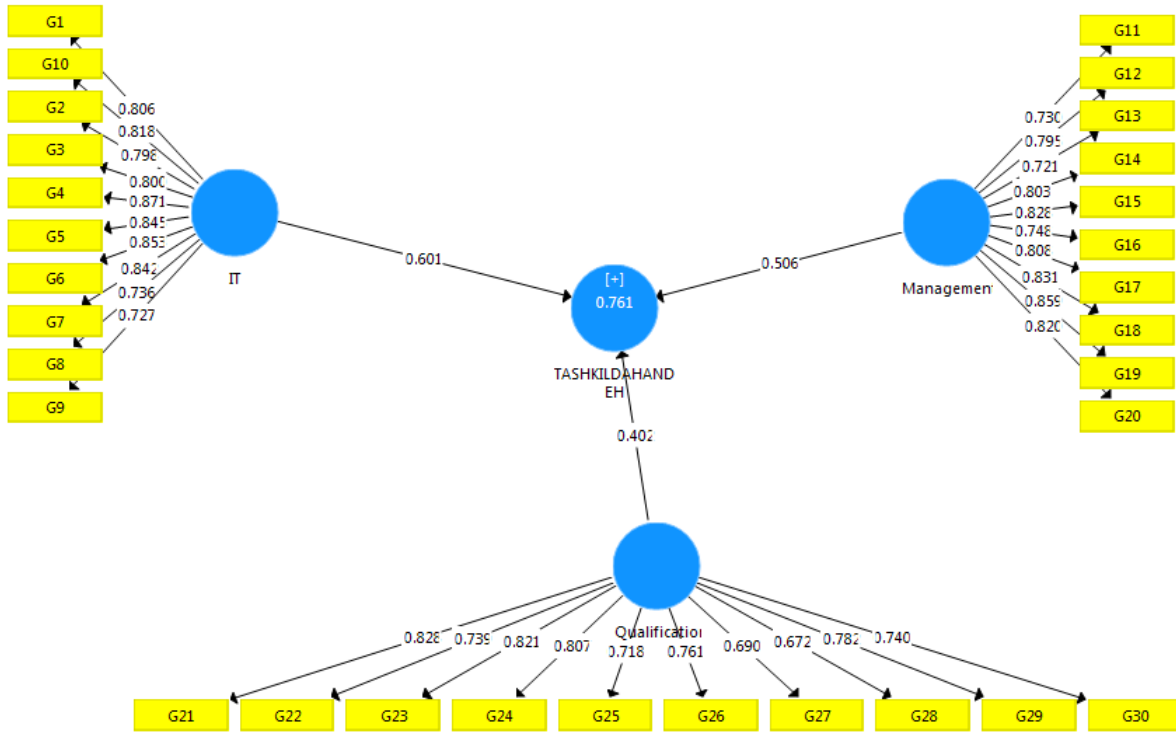 G1
G10
G2
G3
G4
G5
G6
G7
G8
G9
0.806
0.818
0.798
0.800
0.871
0.845
0.853
0.842
0.736
0.727
IT
0.601
[+]
0.761
TASHKILDAHAND
EH
0.506
Management
0.730
0.795
0.721
0.803
0.828
0.748
0.808
0.831
0.859
0.820
G11
G12
G13
G14
G15
G16
G17
G18
G19
G20
0.402
Qualification
0.828
0.739
0.821
0.807
0.718
0.761
0.690
0.672
0.782
0.740
G21
G22
G23
G24
G25
G26
G27
G28
G29
G30